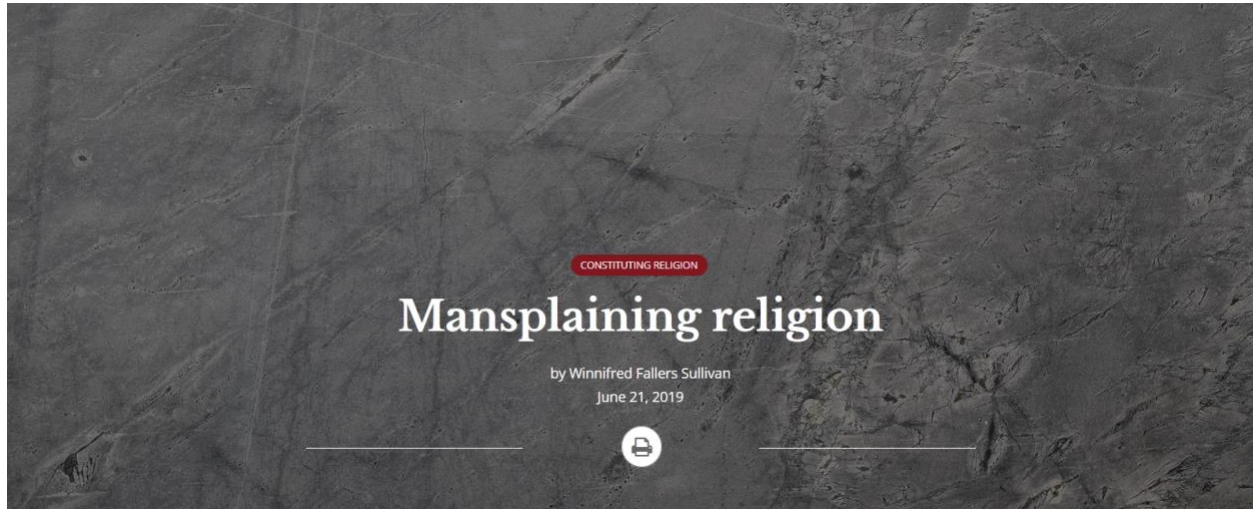 CONSTITUTING RELIGION
Mansplaining religion
by Winnifred Fallers Sullivan
June 21, 2019